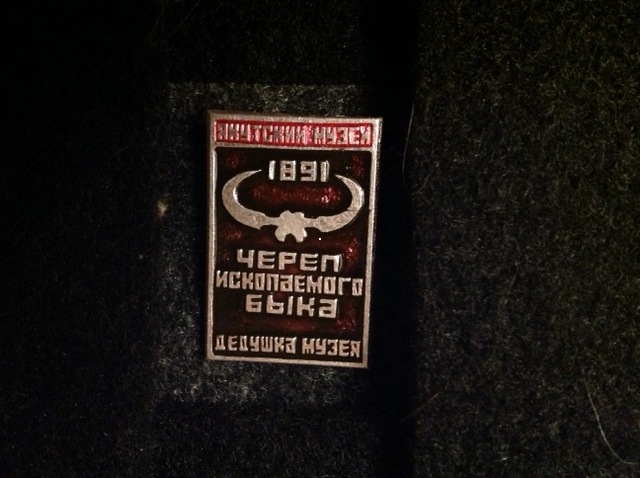 ЯКУТСКИЙ МУЗЕЙ
1891
ЧЕРЕП
ИСКОПАЕМОГО
БЫКА
ДЕДУШКА МУЗЕЯ